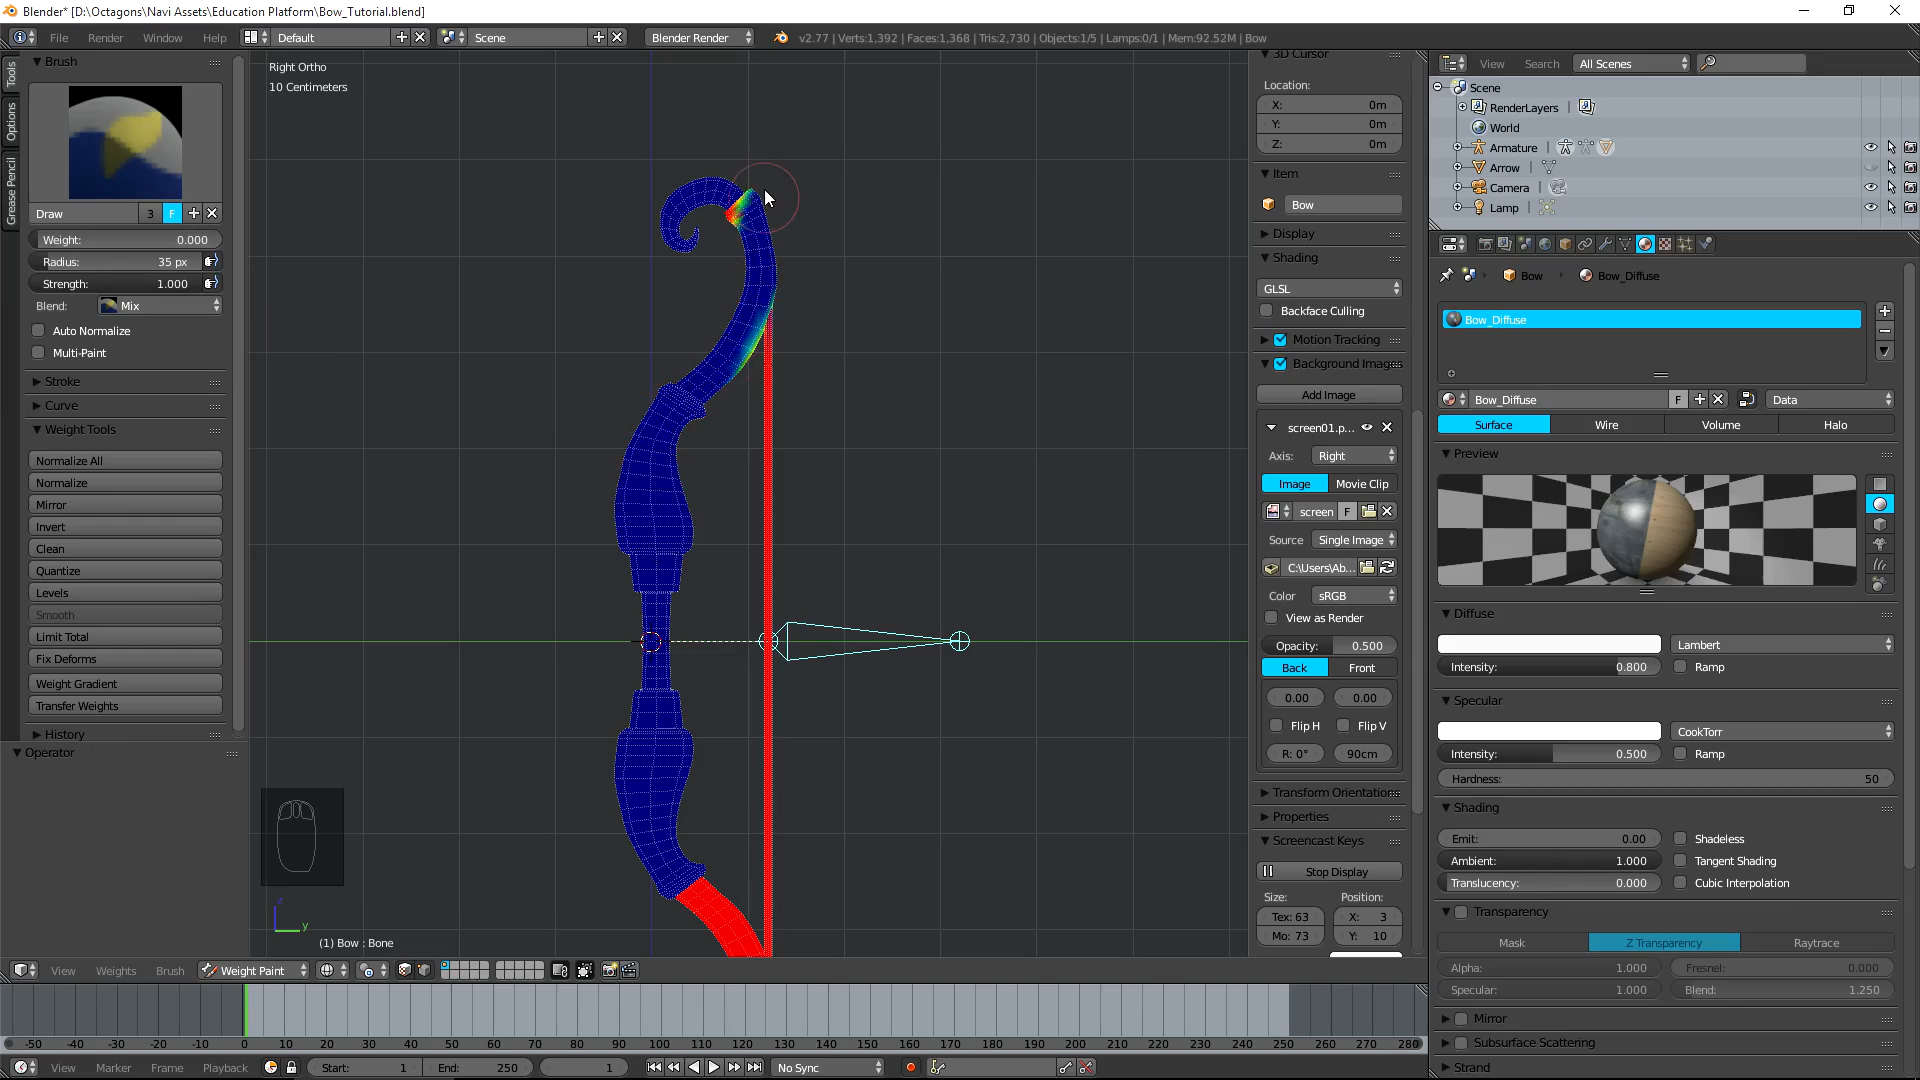 Blender* [D:\Octagons\Navi Assets\Education Platform\Bow_Tutorial.blend]
File Render Window Help Default Scene Blender Render v2.77 | Verts:1,392 | Faces:1,368 | Tris:2,730 | Objects:1/5 | Lamps:0/1 | Mem:92.52M | Bow
Tools
Options
Grease Pencil
Brush
Draw 3 F
Weight: 0.000
Radius: 35 px
Strength: 1.000
Blend: Mix
Auto Normalize
Multi-Paint
Stroke
Curve
Weight Tools
Normalize All
Normalize
Mirror
Invert
Clean
Quantize
Levels
Smooth
Limit Total
Fix Deforms
Weight Gradient
Transfer Weights
History
Operator
Right Ortho
10 Centimeters
z
y
(1) Bow : Bone
View Weights Brush Weight Paint
3D Cursor
Location:
X: 0m
Y: 0m
Z: 0m
Item
Bow
Display
Shading
GLSL
Backface Culling
Motion Tracking
Background Images
Add Image
screen01.p...
Axis: Right
Image Movie Clip
screen F
Source Single Image
C:\Users\Ab...
Color sRGB
View as Render
Opacity: 0.500
Back Front
0.00 0.00
Flip H Flip V
R: 0° 90cm
Transform Orientations
Properties
Screencast Keys
Stop Display
Size: Position:
Tex: 63 X: 3
Mo: 73 Y: 10
View Search All Scenes
Scene
RenderLayers
World
Armature
Arrow
Camera
Lamp
Bow Bow_Diffuse
Bow_Diffuse
Bow_Diffuse F Data
Surface Wire Volume Halo
Preview
Diffuse
Lambert
Intensity: 0.800 Ramp
Specular
CookTorr
Intensity: 0.500 Ramp
Hardness: 50
Shading
Emit: 0.00 Shadeless
Ambient: 1.000 Tangent Shading
Translucency: 0.000 Cubic Interpolation
Transparency
Mask Z Transparency Raytrace
Alpha: 1.000 Fresnel: 0.000
Specular: 1.000 Blend: 1.250
Mirror
Subsurface Scattering
Strand
-50 -40 -30 -20 -10 0 10 20 30 40 50 60 70 80 90 100 110 120 130 140 150 160 170 180 190 200 210 220 230 240 250 260 270 280
View Marker Frame Playback Start: 1 End: 250 1 No Sync